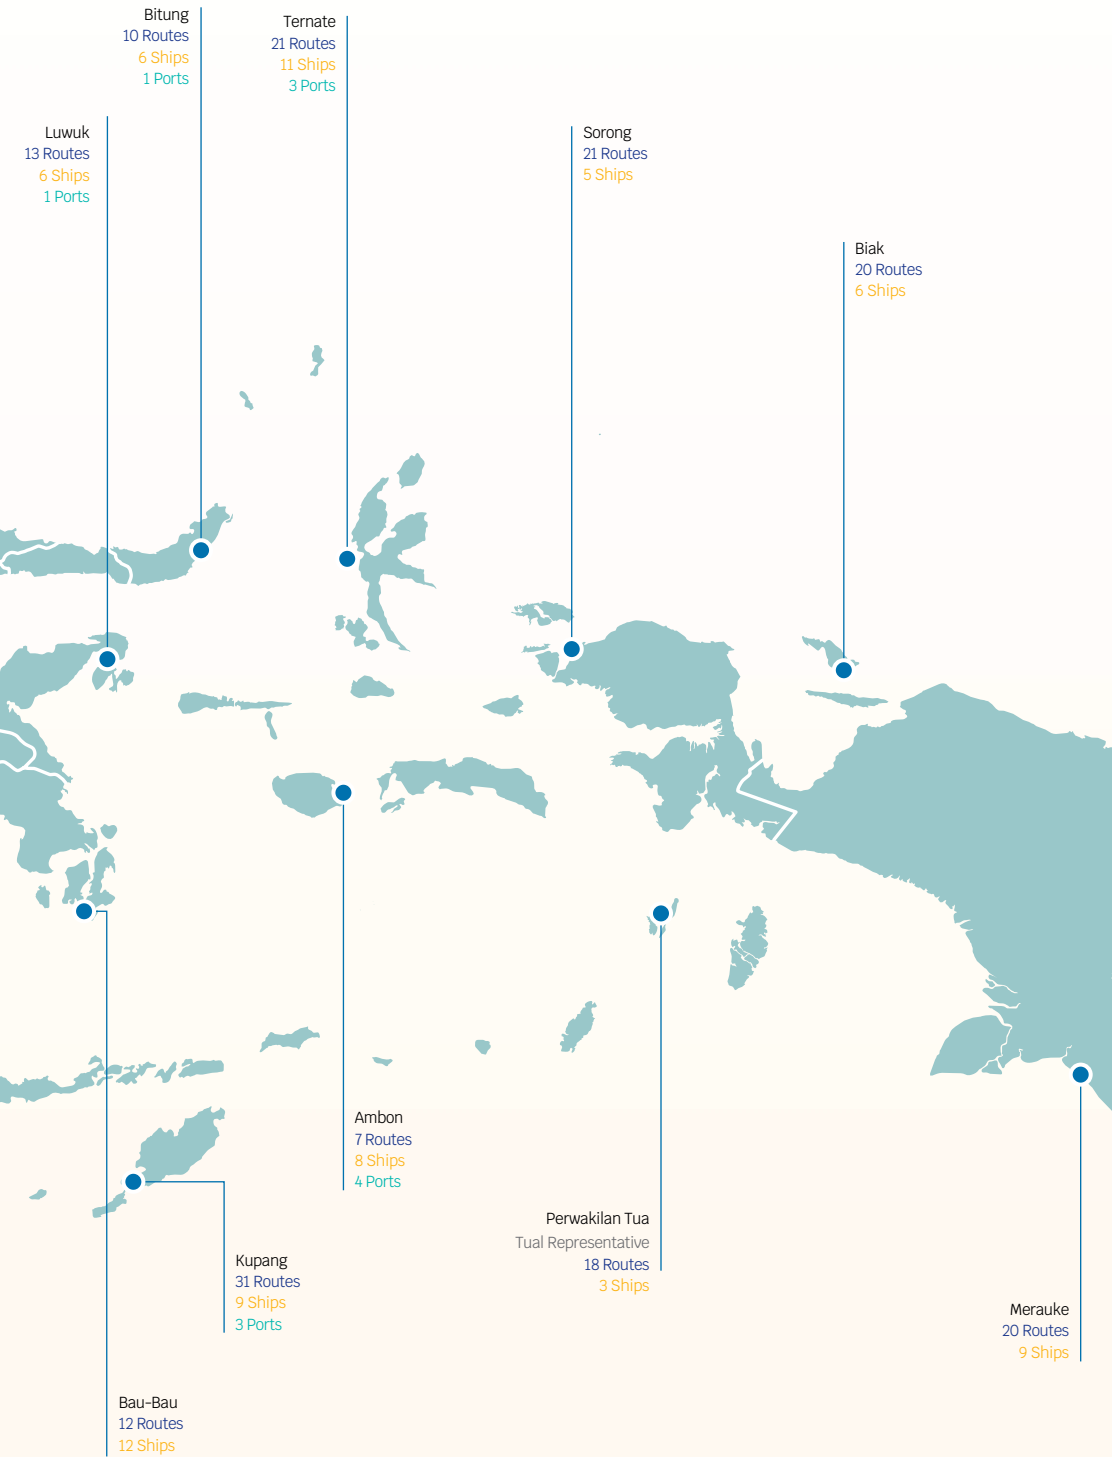 Bitung
10 Routes
6 Ships
1 Ports
Ternate
21 Routes
11 Ships
3 Ports
Luwuk
13 Routes
6 Ships
1 Ports
Sorong
21 Routes
5 Ships
Biak
20 Routes
6 Ships
Ambon
7 Routes
8 Ships
4 Ports
Perwakilan Tua
Tual Representative
18 Routes
3 Ships
Kupang
31 Routes
9 Ships
3 Ports
Merauke
20 Routes
9 Ships
Bau-Bau
12 Routes
12 Ships